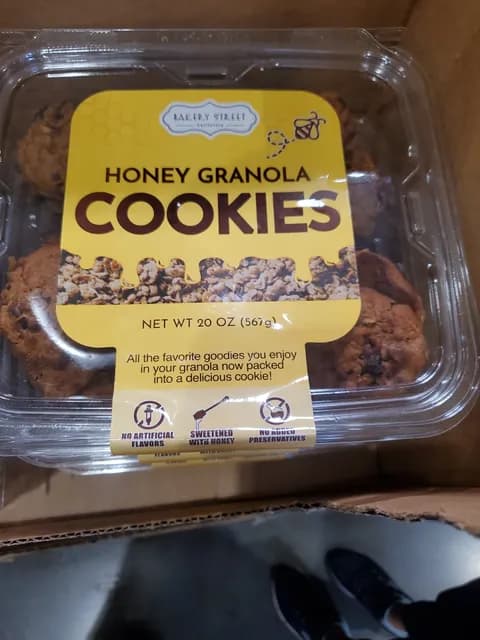 BAKERY STREET
HONEY GRANOLA
COOKIES
NET WT 20 OZ (567g)
All the favorite goodies you enjoy
in your granola now packed
into a delicious cookie!
NO ARTIFICIAL
FLAVORS
SWEETENED
WITH HONEY
NO ADDED
PRESERVATIVES